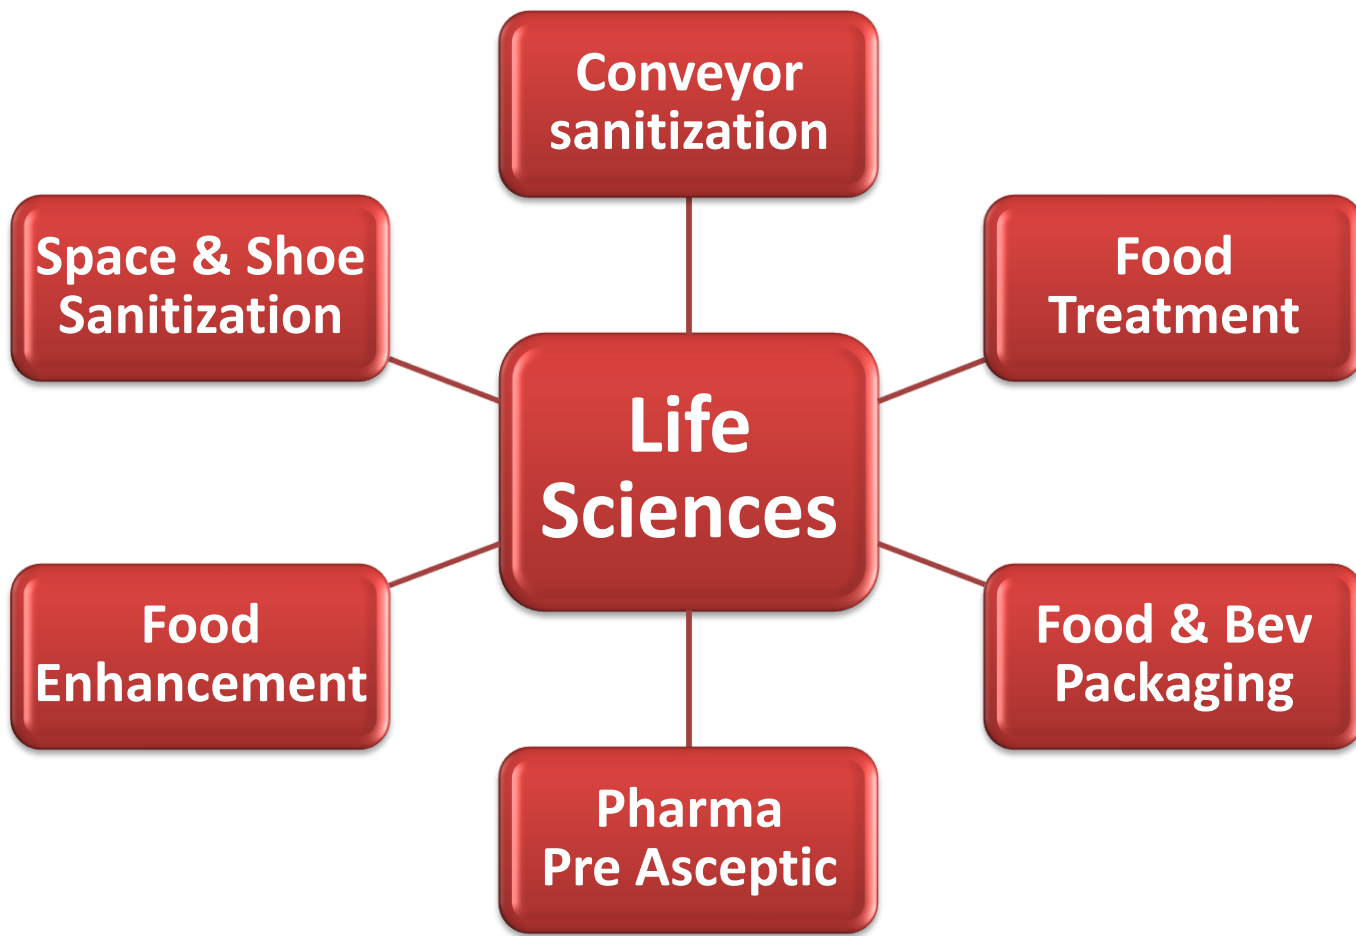 Conveyor
sanitization
Space & Shoe
Sanitization
Food
Treatment
Life
Sciences
Food
Enhancement
Food & Bev
Packaging
Pharma
Pre Asceptic